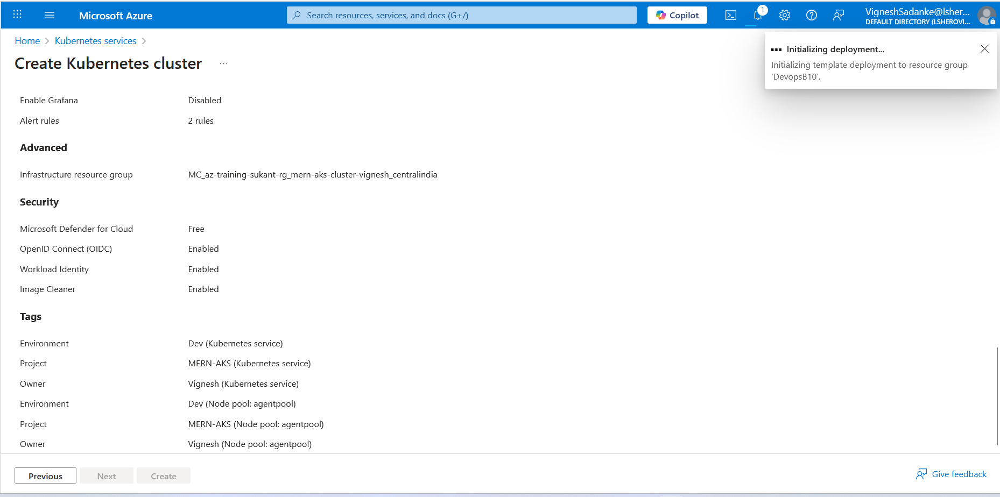 Microsoft Azure
Search resources, services, and docs (G+/)
Copilot
1
VigneshSadanke@lsher...
DEFAULT DIRECTORY (LSHEROVI...
Home > Kubernetes services >
Create Kubernetes cluster ...
Initializing deployment...
Initializing template deployment to resource group
'DevopsB10'.
Enable Grafana Disabled
Alert rules 2 rules
Advanced
Infrastructure resource group MC_az-training-sukant-rg_mern-aks-cluster-vignesh_centralindia
Security
Microsoft Defender for Cloud Free
OpenID Connect (OIDC) Enabled
Workload Identity Enabled
Image Cleaner Enabled
Tags
Environment Dev (Kubernetes service)
Project MERN-AKS (Kubernetes service)
Owner Vignesh (Kubernetes service)
Environment Dev (Node pool: agentpool)
Project MERN-AKS (Node pool: agentpool)
Owner Vignesh (Node pool: agentpool)
Previous Next Create
Give feedback